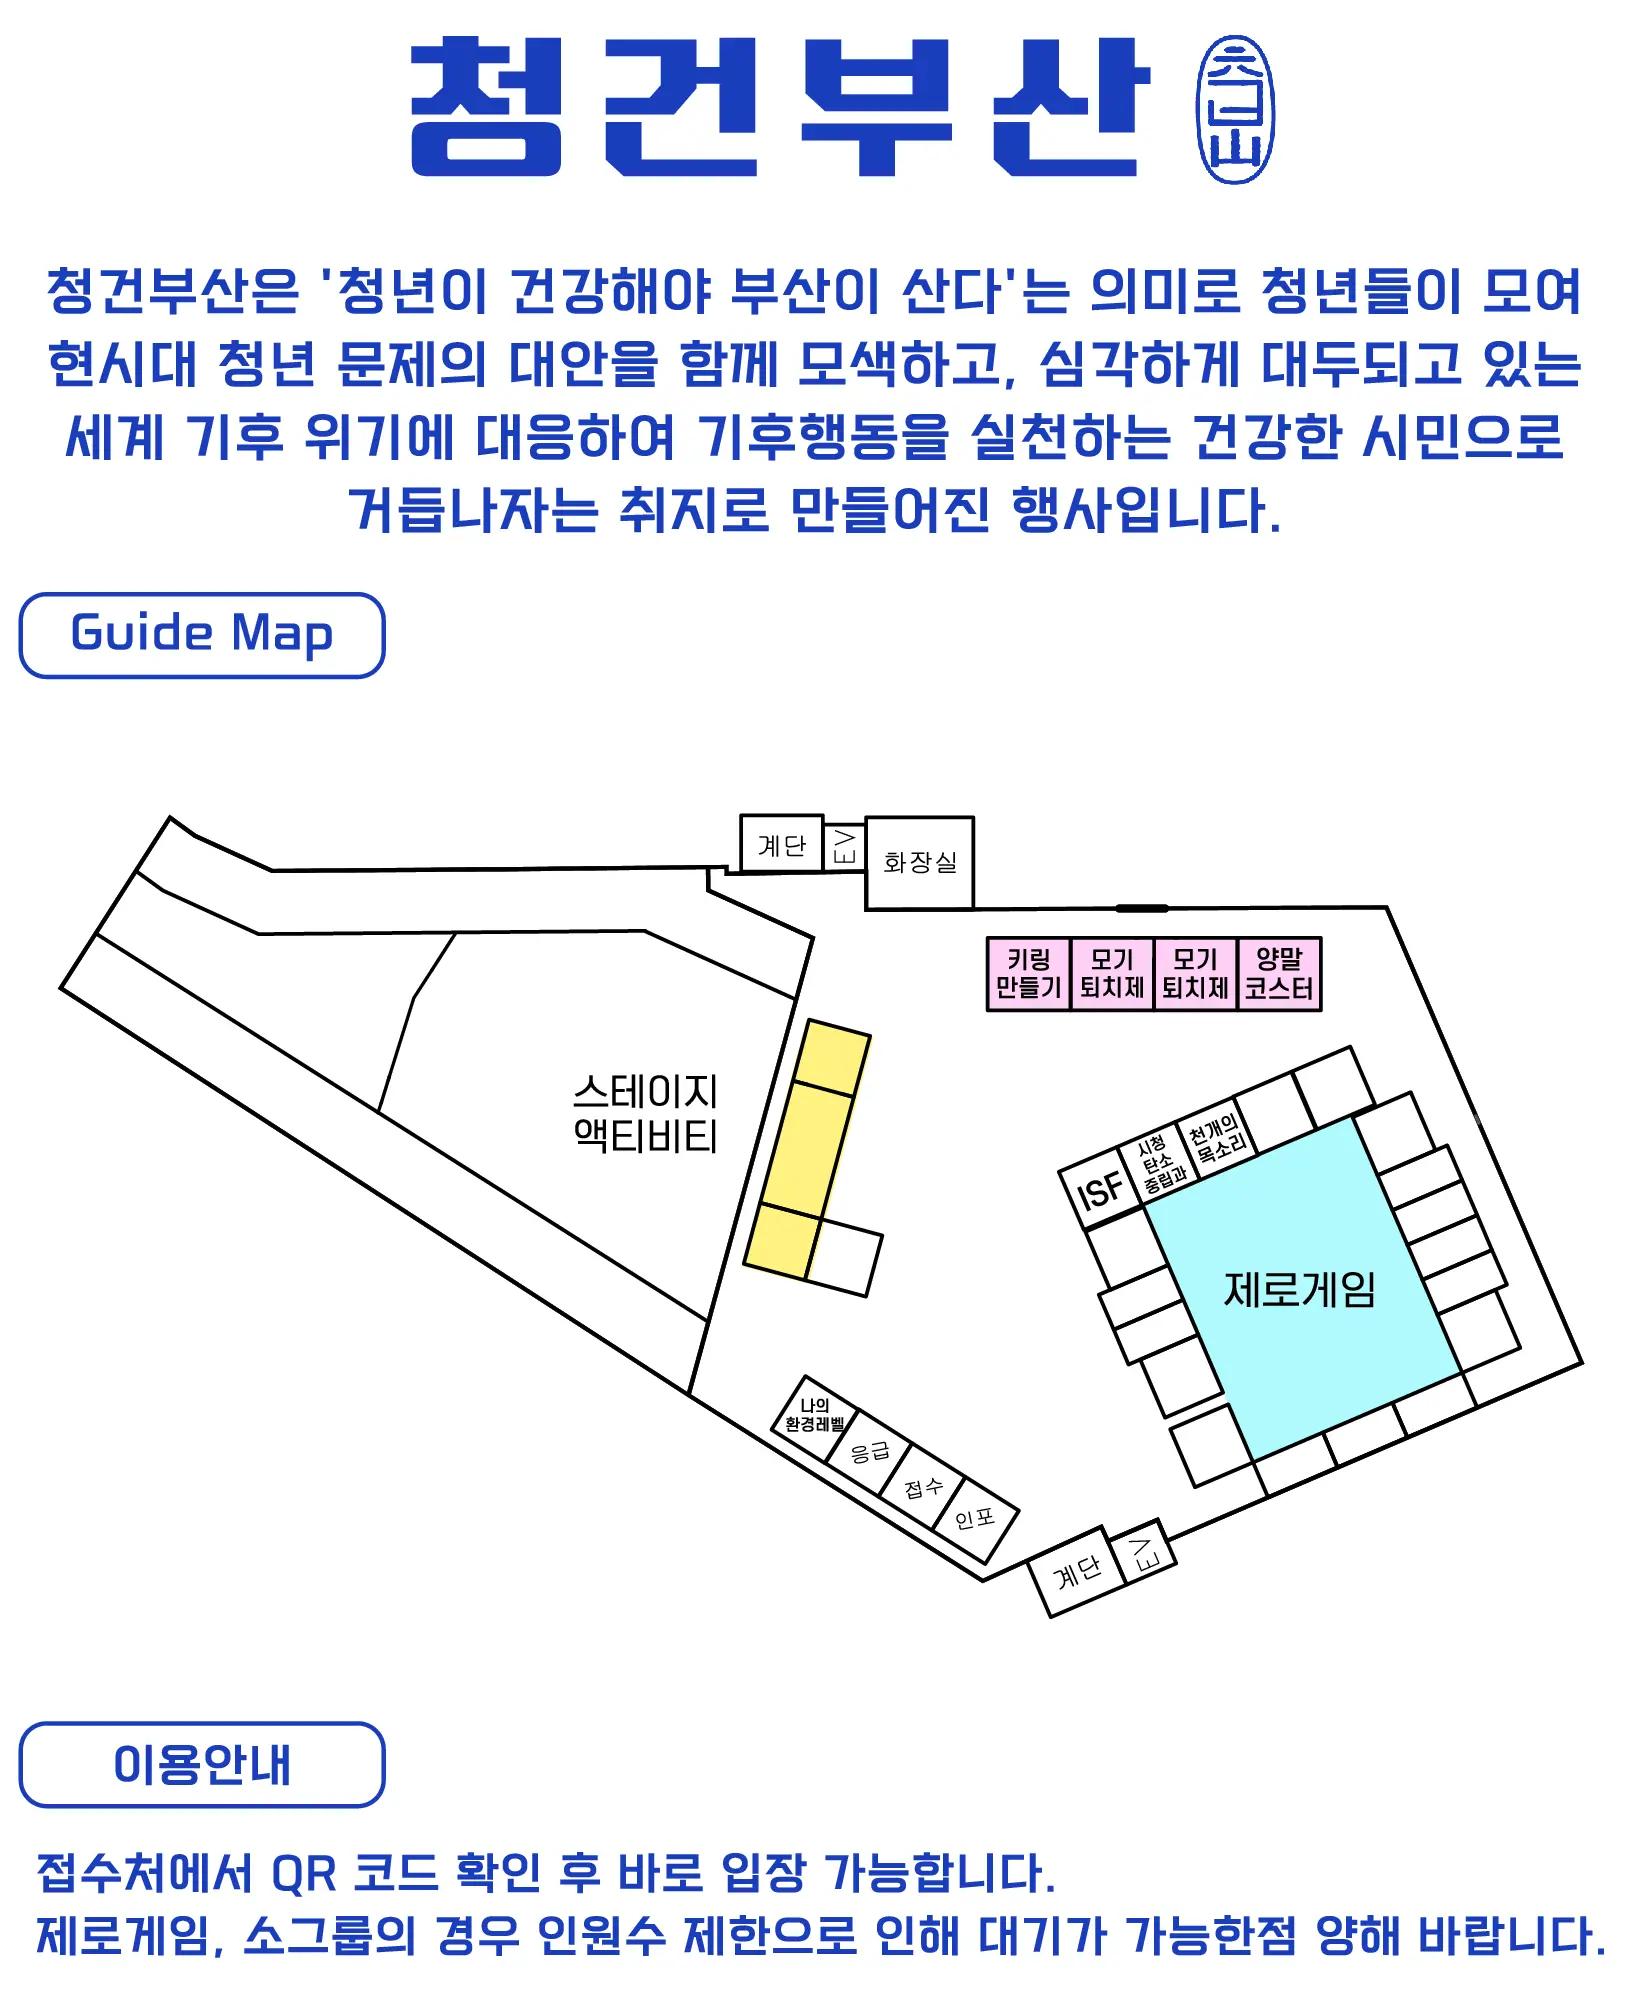 청건부산
청건부산은 '청년이 건강해야 부산이 산다'는 의미로 청년들이 모여
현시대 청년 문제의 대안을 함께 모색하고, 심각하게 대두되고 있는
세계 기후 위기에 대응하여 기후행동을 실천하는 건강한 시민으로
거듭나자는 취지로 만들어진 행사입니다.
Guide Map
계단
EV
화장실
키링
만들기
모기
퇴치제
모기
퇴치제
양말
코스터
스테이지
액티비티
ISF
시청
탄소
중립과
천개의
목소리
제로게임
나의
환경레벨
응급
접수
인포
계단
EV
이용안내
접수처에서 QR 코드 확인 후 바로 입장 가능합니다.
제로게임, 소그룹의 경우 인원수 제한으로 인해 대기가 가능한점 양해 바랍니다.